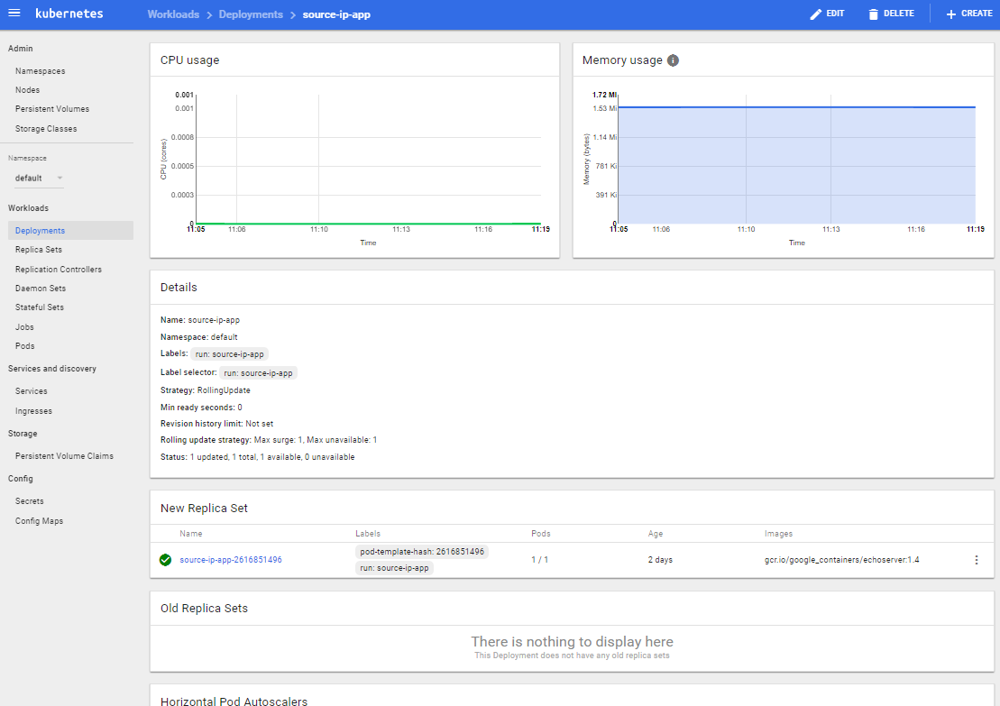 kubernetes
Workloads > Deployments > source-ip-app
EDIT
DELETE
CREATE
Admin
Namespaces
Nodes
Persistent Volumes
Storage Classes
Namespace
default
Workloads
Deployments
Replica Sets
Replication Controllers
Daemon Sets
Stateful Sets
Jobs
Pods
Services and discovery
Services
Ingresses
Storage
Persistent Volume Claims
Config
Secrets
Config Maps
CPU usage
CPU (cores)
0.001
0.001
0.0008
0.0005
0.0003
0
11:05 11:06 11:10 11:13 11:16 11:19
Time
Memory usage i
Memory (bytes)
1.72 Mi
1.53 Mi
1.14 Mi
781 Ki
391 Ki
0
11:05 11:06 11:10 11:13 11:16 11:19
Time
Details
Name: source-ip-app
Namespace: default
Labels: run: source-ip-app
Label selector: run: source-ip-app
Strategy: RollingUpdate
Min ready seconds: 0
Revision history limit: Not set
Rolling update strategy: Max surge: 1, Max unavailable: 1
Status: 1 updated, 1 total, 1 available, 0 unavailable
New Replica Set
Name Labels Pods Age Images
pod-template-hash: 2616851496
source-ip-app-2616851496 1 / 1 2 days gcr.io/google_containers/echoserver:1.4
run: source-ip-app
Old Replica Sets
There is nothing to display here
This Deployment does not have any old replica sets
Horizontal Pod Autoscalers